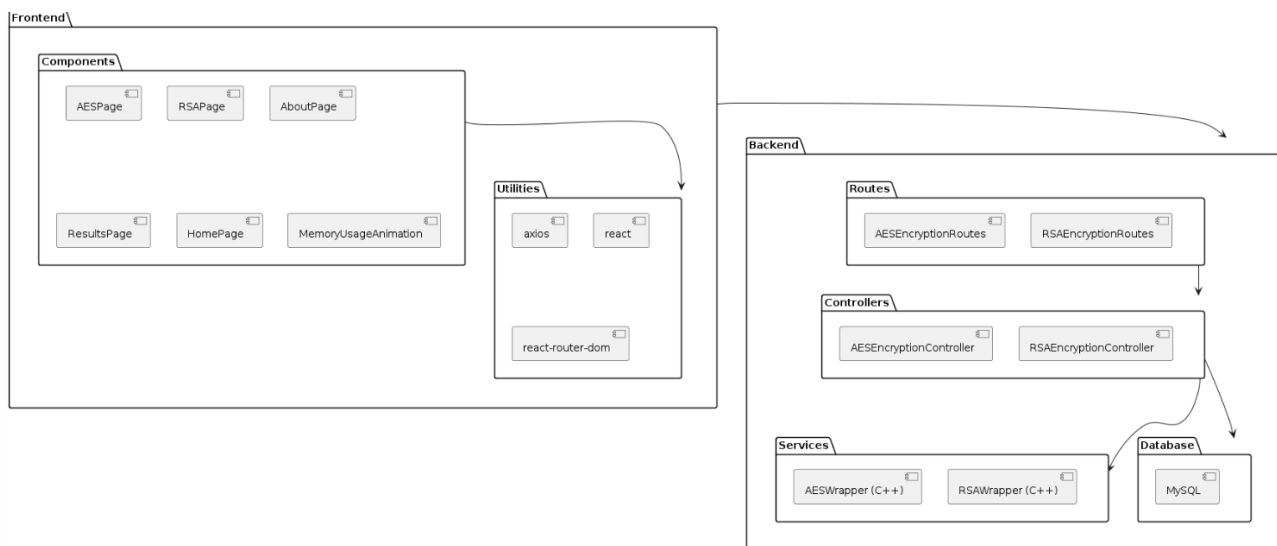 Frontend
Components
AESPage
RSAPage
AboutPage
ResultsPage
HomePage
MemoryUsageAnimation
Utilities
axios
react
react-router-dom
Backend
Routes
AESEncryptionRoutes
RSAEncryptionRoutes
Controllers
AESEncryptionController
RSAEncryptionController
Services
AESWrapper (C++)
RSAWrapper (C++)
Database
MySQL